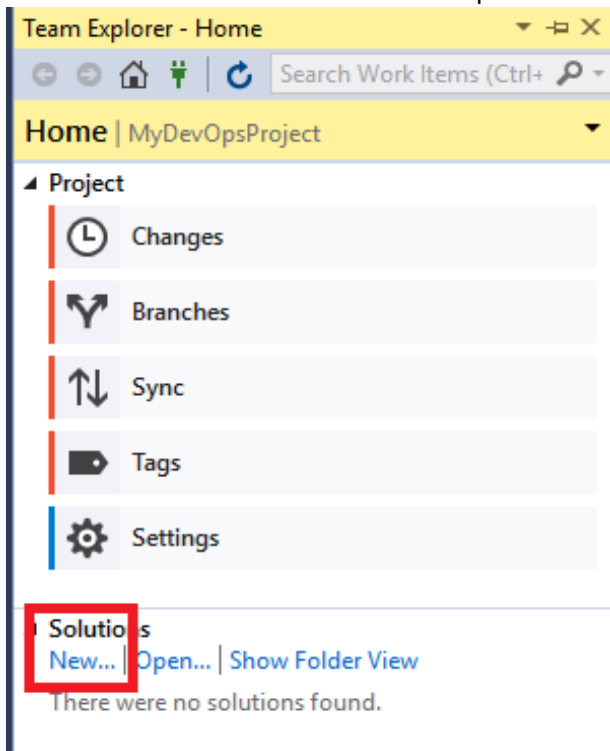 Team Explorer - Home
Search Work Items (Ctrl+
Home | MyDevOpsProject
Project
Changes
Branches
Sync
Tags
Settings
Solutions
New... | Open... | Show Folder View
There were no solutions found.